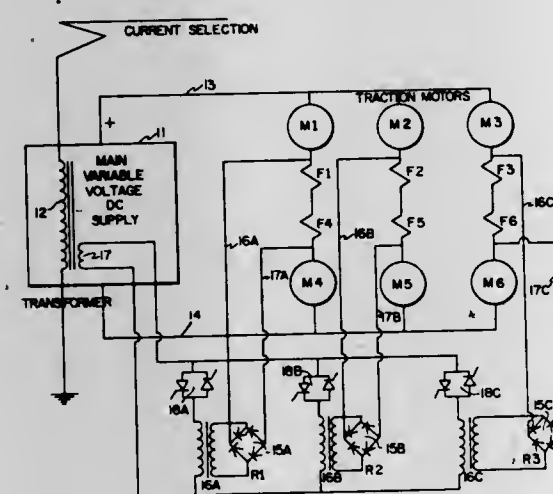 CURRENT SELECTION
13
TRACTION MOTORS
+
11
M1
M2
M3
MAIN
VARIABLE
VOLTAGE
DC
SUPPLY
12
17
F1
F2
F3
16A
16B
16C
F4
F5
F6
17A
17B
17C
M4
M5
M6
TRANSFORMER
14
18A
18B
18C
15A
15B
15C
16A
R1
16B
R2
16C
R3